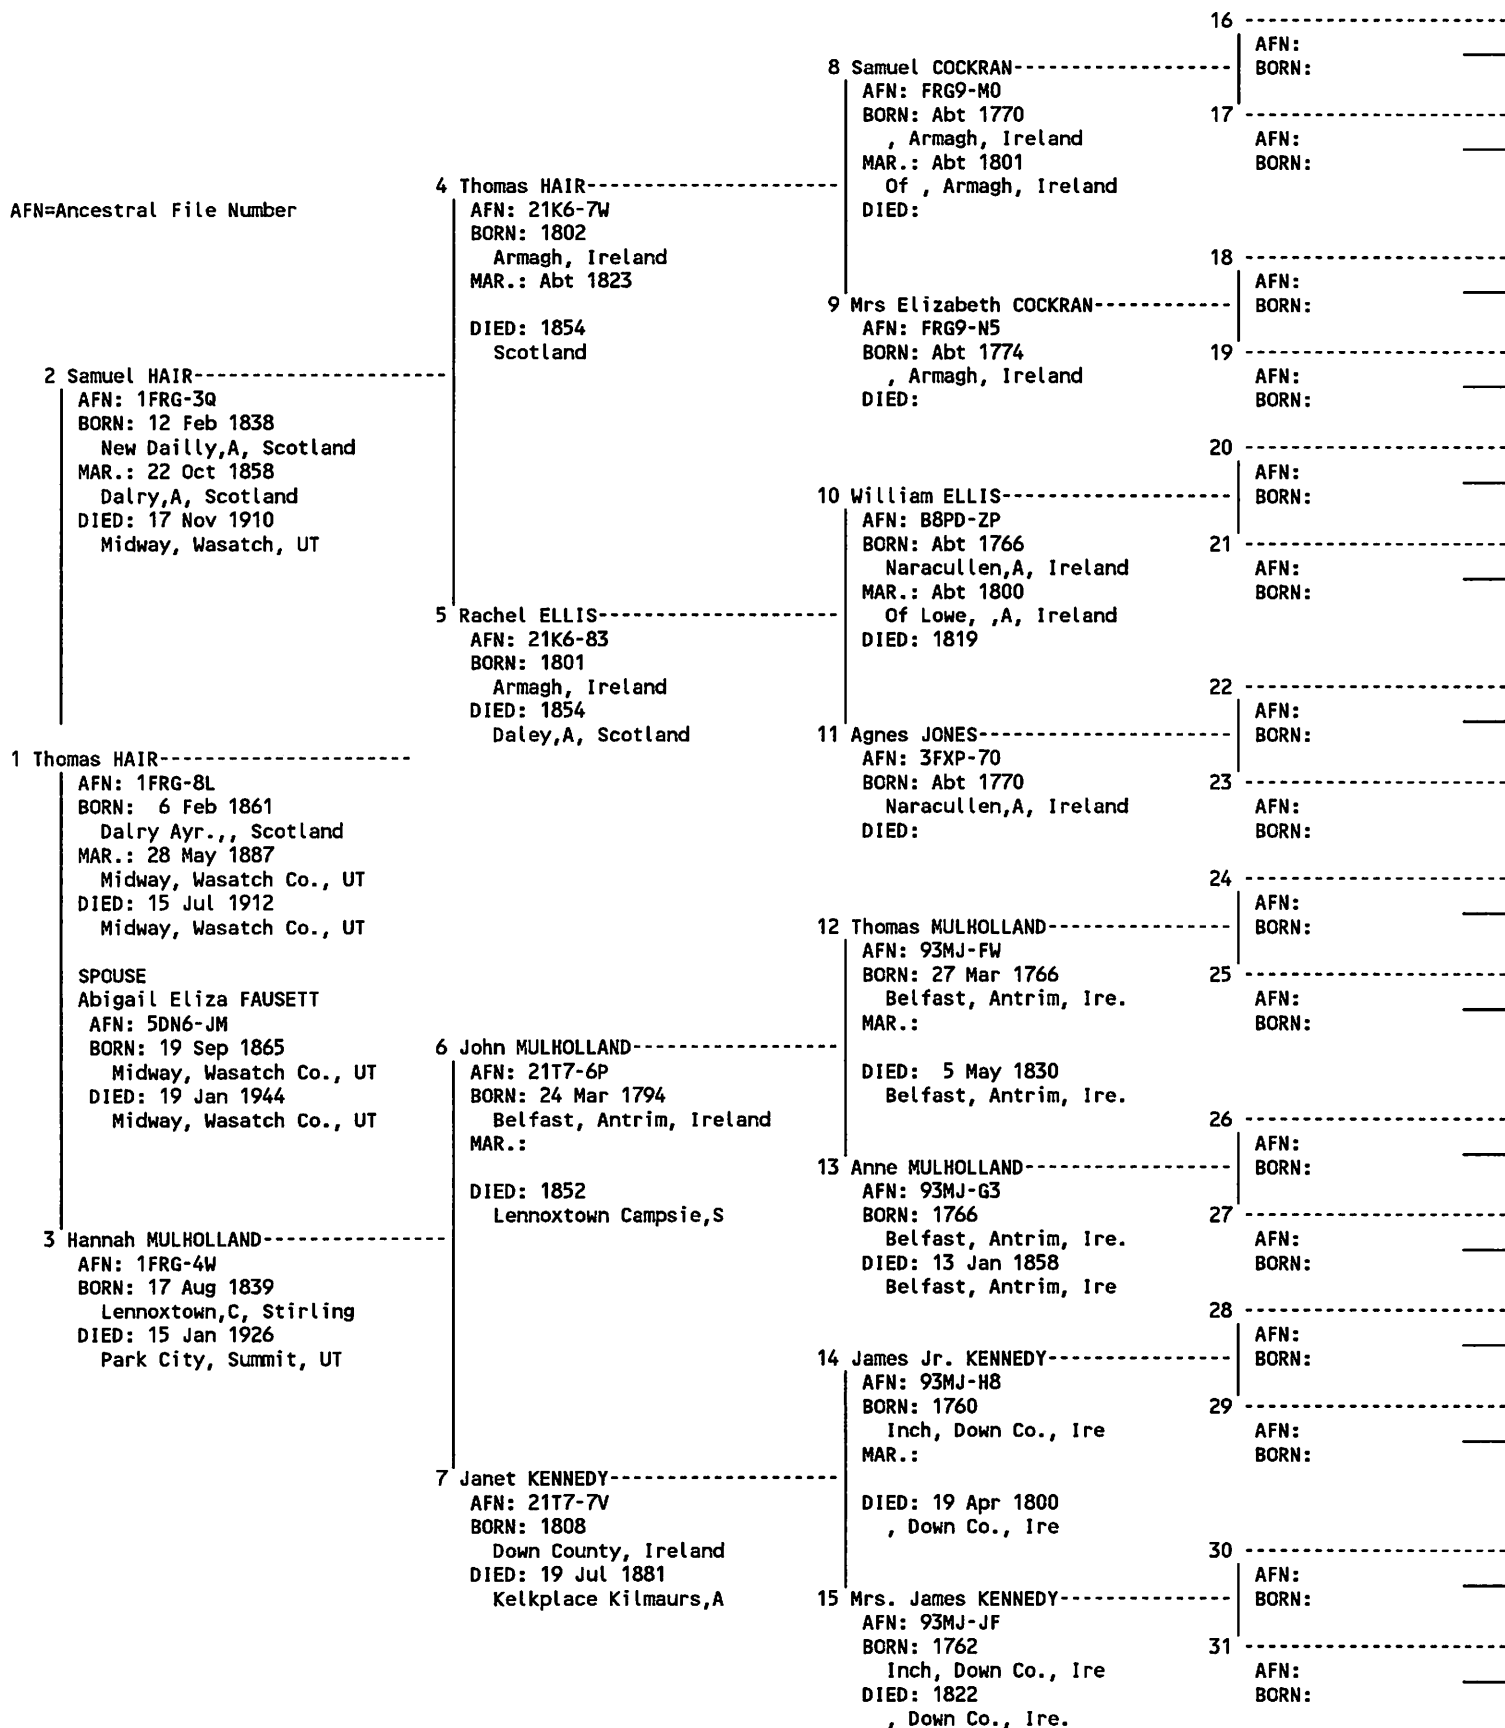 AFN=Ancestral File Number
1 Thomas HAIR
AFN: 1FRG-8L
BORN:  6 Feb 1861
Dalry Ayr.,, Scotland
MAR.: 28 May 1887
Midway, Wasatch Co., UT
DIED: 15 Jul 1912
Midway, Wasatch Co., UT
SPOUSE
Abigail Eliza FAUSETT
AFN: 5DN6-JM
BORN: 19 Sep 1865
Midway, Wasatch Co., UT
DIED: 19 Jan 1944
Midway, Wasatch Co., UT
2 Samuel HAIR
AFN: 1FRG-3Q
BORN: 12 Feb 1838
New Dailly,A, Scotland
MAR.: 22 Oct 1858
Dalry,A, Scotland
DIED: 17 Nov 1910
Midway, Wasatch, UT
3 Hannah MULHOLLAND
AFN: 1FRG-4W
BORN: 17 Aug 1839
Lennoxtown,C, Stirling
DIED: 15 Jan 1926
Park City, Summit, UT
4 Thomas HAIR
AFN: 21K6-7W
BORN: 1802
Armagh, Ireland
MAR.: Abt 1823
DIED: 1854
Scotland
5 Rachel ELLIS
AFN: 21K6-83
BORN: 1801
Armagh, Ireland
DIED: 1854
Daley,A, Scotland
6 John MULHOLLAND
AFN: 21T7-6P
BORN: 24 Mar 1794
Belfast, Antrim, Ireland
MAR.:
DIED: 1852
Lennoxtown Campsie,S
7 Janet KENNEDY
AFN: 21T7-7V
BORN: 1808
Down County, Ireland
DIED: 19 Jul 1881
Kelkplace Kilmaurs,A
8 Samuel COCKRAN
AFN: FRG9-M0
BORN: Abt 1770
, Armagh, Ireland
MAR.: Abt 1801
Of , Armagh, Ireland
DIED:
9 Mrs Elizabeth COCKRAN
AFN: FRG9-N5
BORN: Abt 1774
, Armagh, Ireland
DIED:
10 William ELLIS
AFN: B8PD-ZP
BORN: Abt 1766
Naracullen,A, Ireland
MAR.: Abt 1800
Of Lowe, ,A, Ireland
DIED: 1819
11 Agnes JONES
AFN: 3FXP-70
BORN: Abt 1770
Naracullen,A, Ireland
DIED:
12 Thomas MULHOLLAND
AFN: 93MJ-FW
BORN: 27 Mar 1766
Belfast, Antrim, Ire.
MAR.:
DIED:  5 May 1830
Belfast, Antrim, Ire.
13 Anne MULHOLLAND
AFN: 93MJ-G3
BORN: 1766
Belfast, Antrim, Ire.
DIED: 13 Jan 1858
Belfast, Antrim, Ire
14 James Jr. KENNEDY
AFN: 93MJ-H8
BORN: 1760
Inch, Down Co., Ire
MAR.:
DIED: 19 Apr 1800
, Down Co., Ire
15 Mrs. James KENNEDY
AFN: 93MJ-JF
BORN: 1762
Inch, Down Co., Ire
DIED: 1822
, Down Co., Ire.
16
AFN:
BORN:
17
AFN:
BORN:
18
AFN:
BORN:
19
AFN:
BORN:
20
AFN:
BORN:
21
AFN:
BORN:
22
AFN:
BORN:
23
AFN:
BORN:
24
AFN:
BORN:
25
AFN:
BORN:
26
AFN:
BORN:
27
AFN:
BORN:
28
AFN:
BORN:
29
AFN:
BORN:
30
AFN:
BORN:
31
AFN:
BORN: